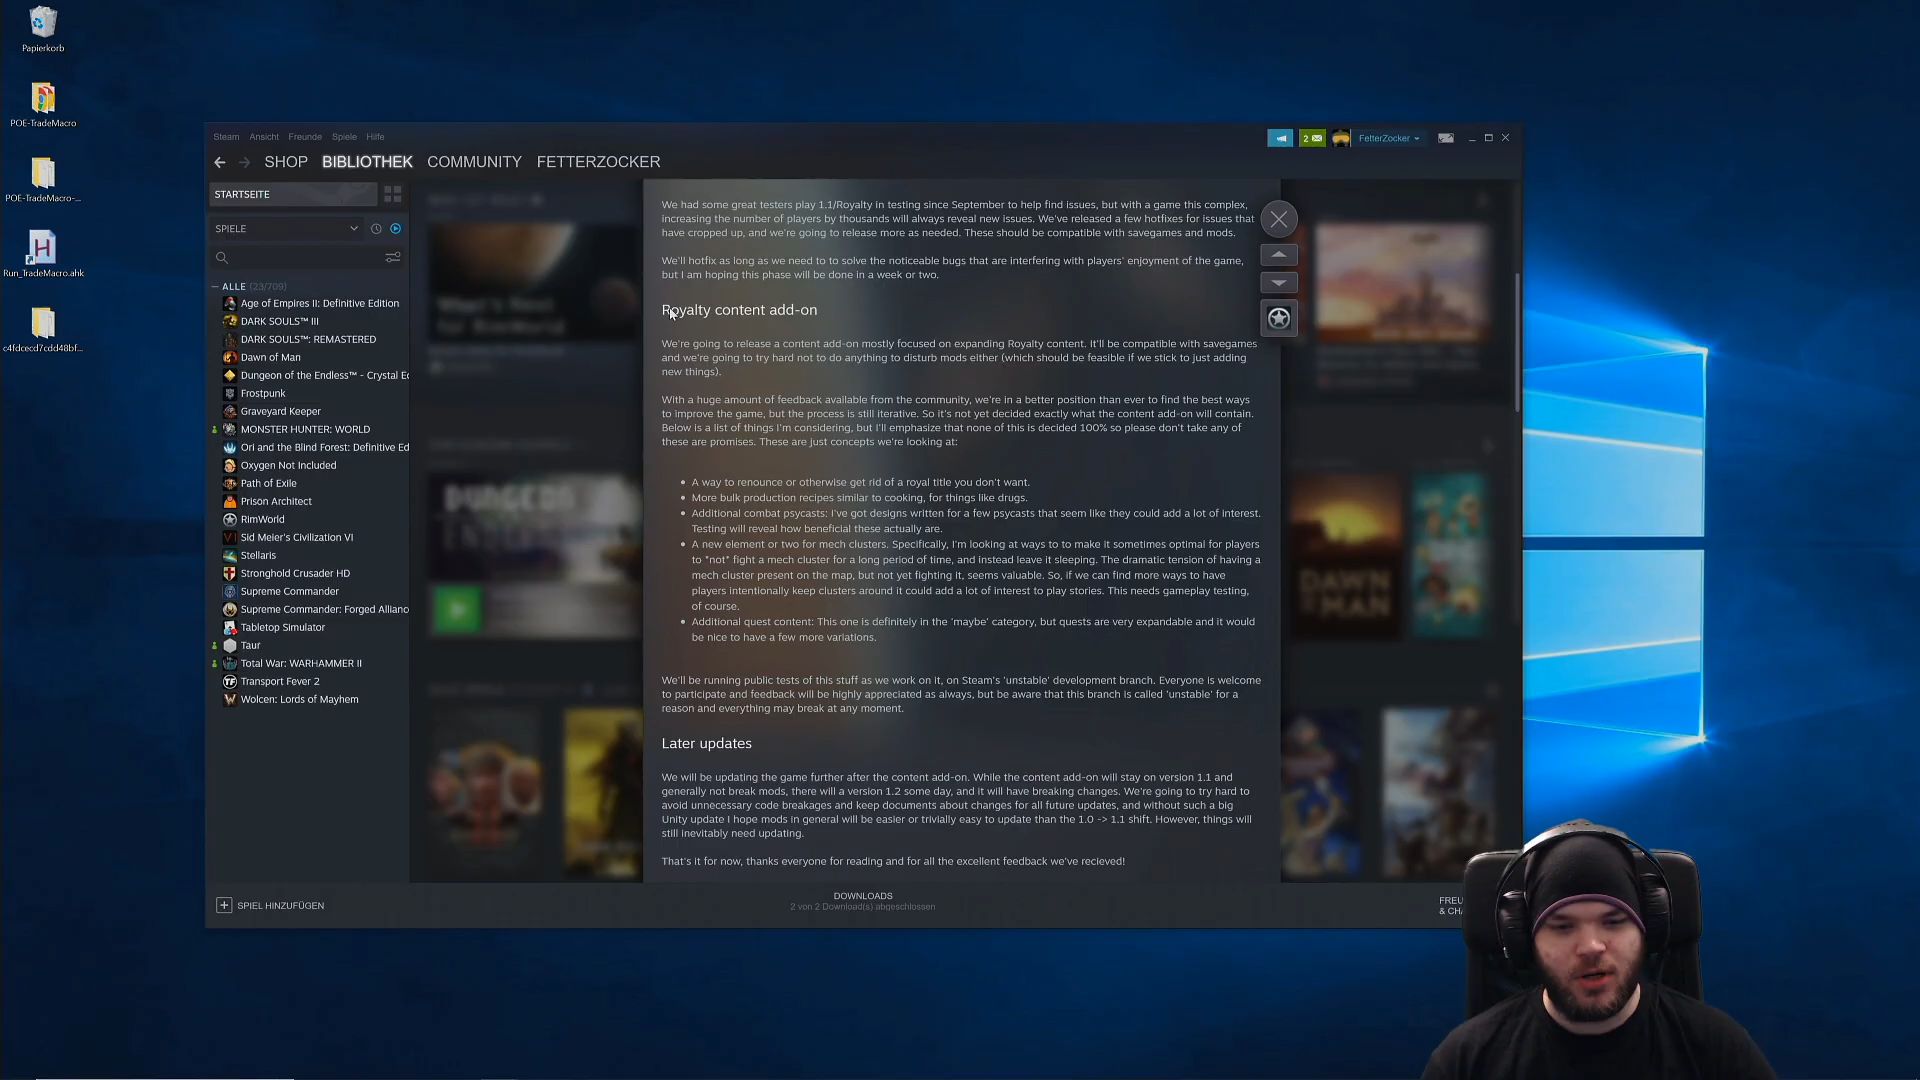 Papierkorb
POE-TradeMacro
POE-TradeMacro-...
Run_TradeMacro.ahk
c4fdcecd7cdd48bf...
Steam Ansicht Freunde Spiele Hilfe
2
FetterZocker
SHOP BIBLIOTHEK COMMUNITY FETTERZOCKER
STARTSEITE
SPIELE
ALLE (23/709)
Age of Empires II: Definitive Edition
DARK SOULS™ III
DARK SOULS™: REMASTERED
Dawn of Man
Dungeon of the Endless™ - Crystal Ec
Frostpunk
Graveyard Keeper
MONSTER HUNTER: WORLD
Ori and the Blind Forest: Definitive Ed
Oxygen Not Included
Path of Exile
Prison Architect
RimWorld
Sid Meier's Civilization VI
Stellaris
Stronghold Crusader HD
Supreme Commander
Supreme Commander: Forged Allianc
Tabletop Simulator
Taur
Total War: WARHAMMER II
Transport Fever 2
Wolcen: Lords of Mayhem
What's Next
for RimWorld
DUNGEON
DAWN
OF
MAN
We had some great testers play 1.1/Royalty in testing since September to help find issues, but with a game this complex,
increasing the number of players by thousands will always reveal new issues. We've released a few hotfixes for issues that
have cropped up, and we're going to release more as needed. These should be compatible with savegames and mods.
We'll hotfix as long as we need to to solve the noticeable bugs that are interfering with players' enjoyment of the game,
but I am hoping this phase will be done in a week or two.
Royalty content add-on
We're going to release a content add-on mostly focused on expanding Royalty content. It'll be compatible with savegames
and we're going to try hard not to do anything to disturb mods either (which should be feasible if we stick to just adding
new things).
With a huge amount of feedback available from the community, we're in a better position than ever to find the best ways
to improve the game, but the process is still iterative. So it's not yet decided exactly what the content add-on will contain.
Below is a list of things I'm considering, but I'll emphasize that none of this is decided 100% so please don't take any of
these are promises. These are just concepts we're looking at:
• A way to renounce or otherwise get rid of a royal title you don't want.
• More bulk production recipes similar to cooking, for things like drugs.
• Additional combat psycasts: I've got designs written for a few psycasts that seem like they could add a lot of interest.
Testing will reveal how beneficial these actually are.
• A new element or two for mech clusters. Specifically, I'm looking at ways to to make it sometimes optimal for players
to *not* fight a mech cluster for a long period of time, and instead leave it sleeping. The dramatic tension of having a
mech cluster present on the map, but not yet fighting it, seems valuable. So, if we can find more ways to have
players intentionally keep clusters around it could add a lot of interest to play stories. This needs gameplay testing,
of course.
• Additional quest content: This one is definitely in the 'maybe' category, but quests are very expandable and it would
be nice to have a few more variations.
We'll be running public tests of this stuff as we work on it, on Steam's 'unstable' development branch. Everyone is welcome
to participate and feedback will be highly appreciated as always, but be aware that this branch is called 'unstable' for a
reason and everything may break at any moment.
Later updates
We will be updating the game further after the content add-on. While the content add-on will stay on version 1.1 and
generally not break mods, there will a version 1.2 some day, and it will have breaking changes. We're going to try hard to
avoid unnecessary code breakages and keep documents about changes for all future updates, and without such a big
Unity update I hope mods in general will be easier or trivially easy to update than the 1.0 -> 1.1 shift. However, things will
still inevitably need updating.
That's it for now, thanks everyone for reading and for all the excellent feedback we've recieved!
SPIEL HINZUFÜGEN
DOWNLOADS
2 von 2 Download(s) abgeschlossen
FREU
& CHA